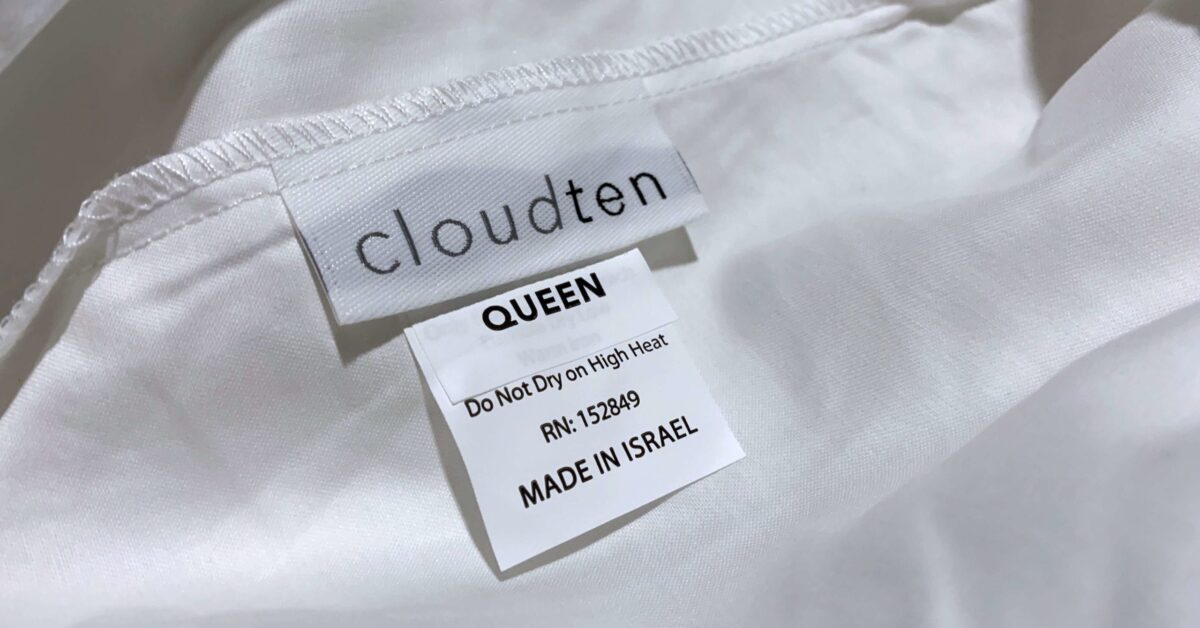 cloudten
QUEEN
Do Not Dry on High Heat
RN: 152849
MADE IN ISRAEL